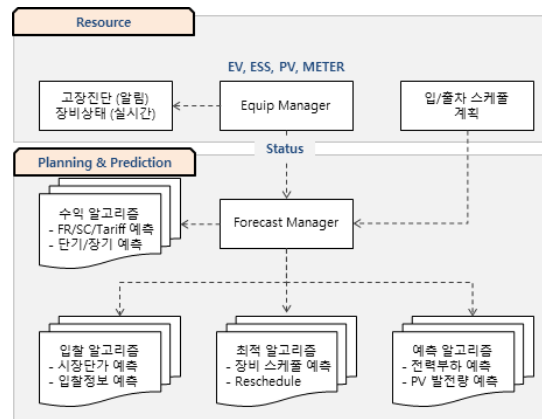 Resource
EV, ESS, PV, METER
고장진단 (알림)
장비상태 (실시간)
Equip Manager
입/출차 스케풀
계획
Status
Planning & Prediction
수익 알고리즘
- FR/SC/Tariff 예측
- 단기/장기 예측
Forecast Manager
입찰 알고리즘
- 시장단가 예측
- 입찰정보 예측
최적 알고리즘
- 장비 스케풀 예측
- Reschedule
예측 알고리즘
- 전력부하 예측
- PV 발전량 예측